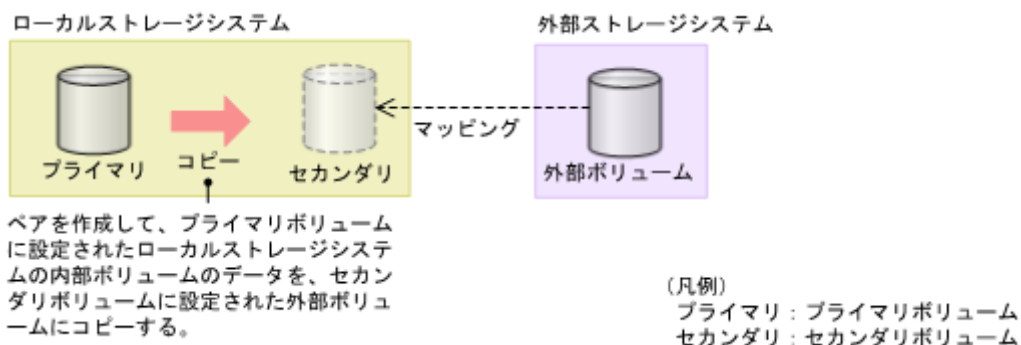 ローカルストレージシステム
外部ストレージシステム
プライマリ
コピー
セカンダリ
マッピング
外部ボリューム
ペアを作成して、プライマリボリューム
に設定されたローカルストレージシステ
ムの内部ボリュームのデータを、セカン
ダリボリュームに設定された外部ボリュ
ームにコピーする。
(凡例)
プライマリ:プライマリボリューム
セカンダリ:セカンダリボリューム